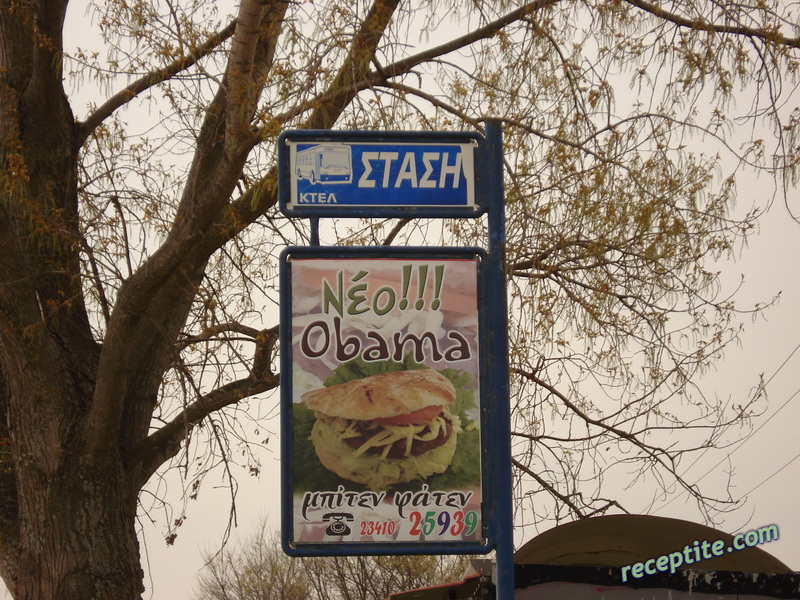 ΣΤΑΣΗ
ΚΤΕΛ
Νέο!!!
Obama
μπίτεν φάτεν
23410 25939
receptite.com